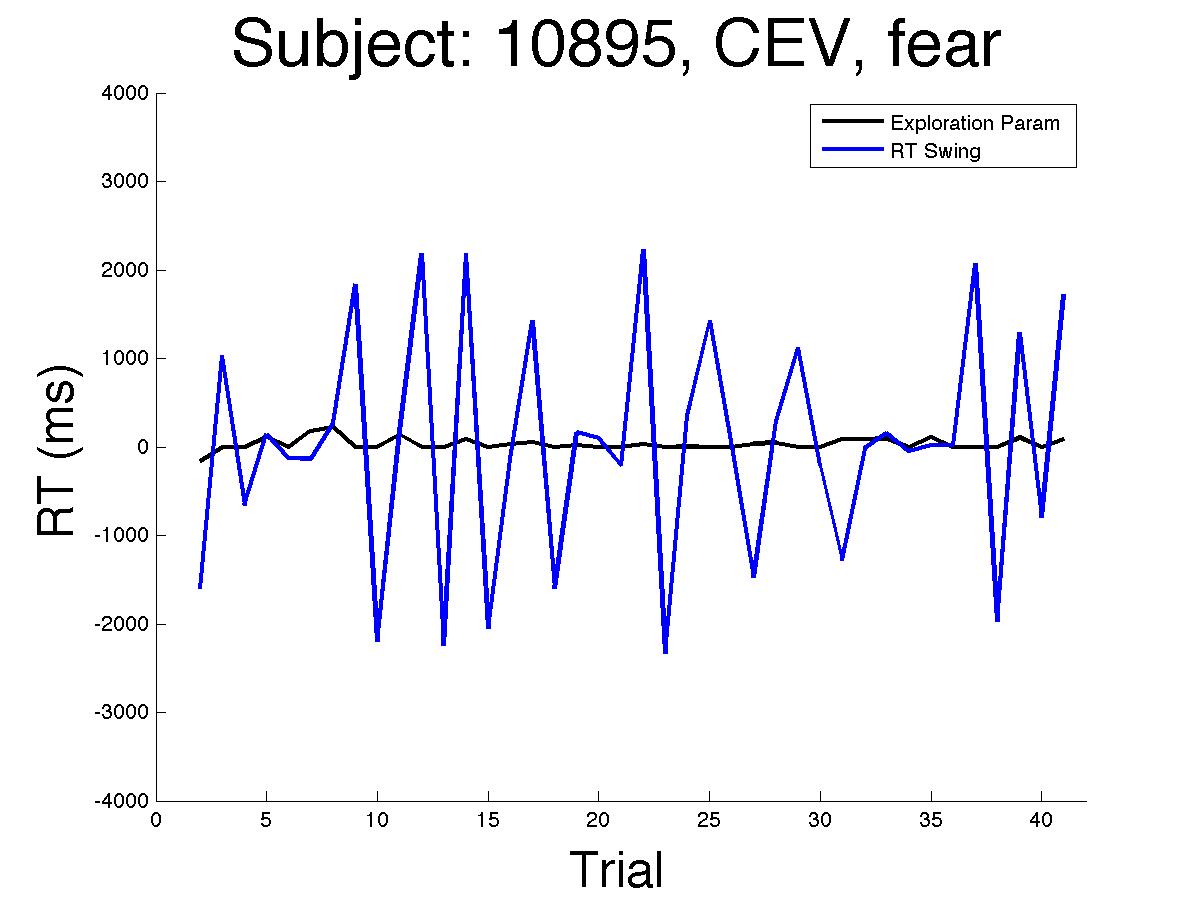 Subject: 10895, CEV, fear
4000
3000
2000
1000
0
-1000
-2000
-3000
-4000
RT (ms)
Exploration Param
RT Swing
0 5 10 15 20 25 30 35 40
Trial